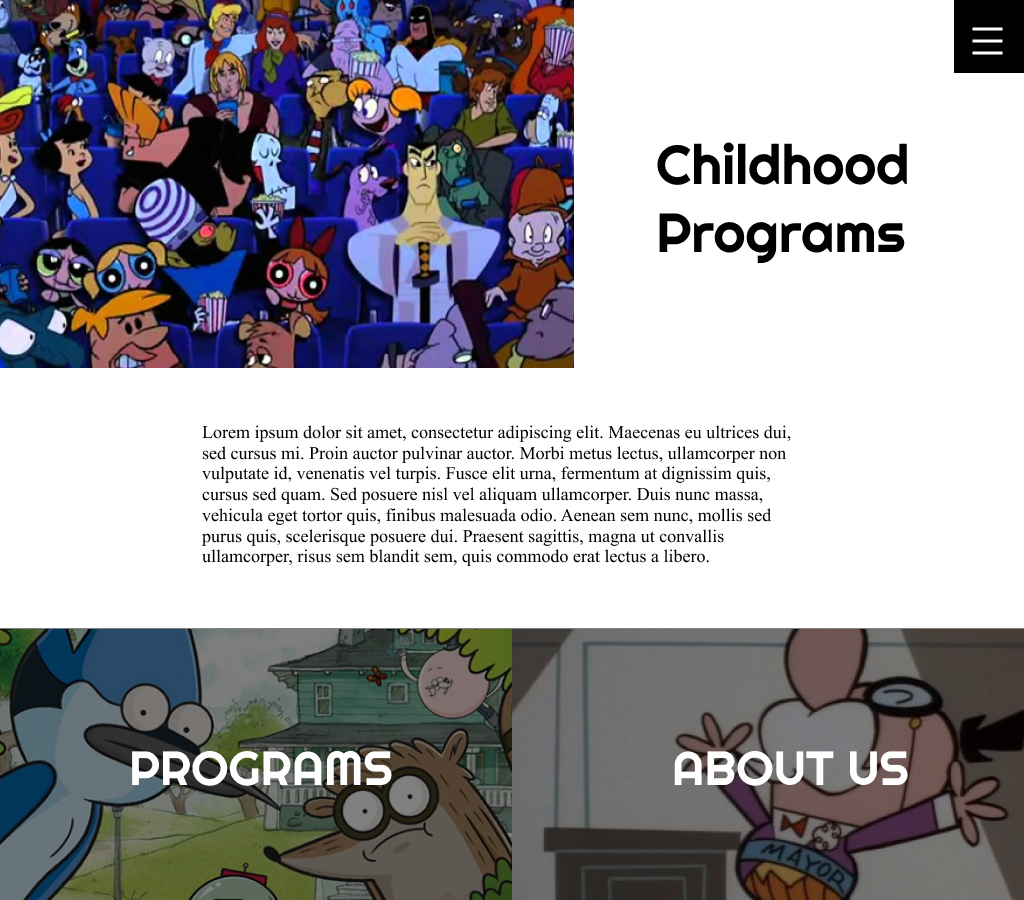 Childhood
Programs
Lorem ipsum dolor sit amet, consectetur adipiscing elit. Maecenas eu ultrices dui,
sed cursus mi. Proin auctor pulvinar auctor. Morbi metus lectus, ullamcorper non
vulputate id, venenatis vel turpis. Fusce elit urna, fermentum at dignissim quis,
cursus sed quam. Sed posuere nisl vel aliquam ullamcorper. Duis nunc massa,
vehicula eget tortor quis, finibus malesuada odio. Aenean sem nunc, mollis sed
purus quis, scelerisque posuere dui. Praesent sagittis, magna ut convallis
ullamcorper, risus sem blandit sem, quis commodo erat lectus a libero.
PROGRAMS
ABOUT US
MAYOR